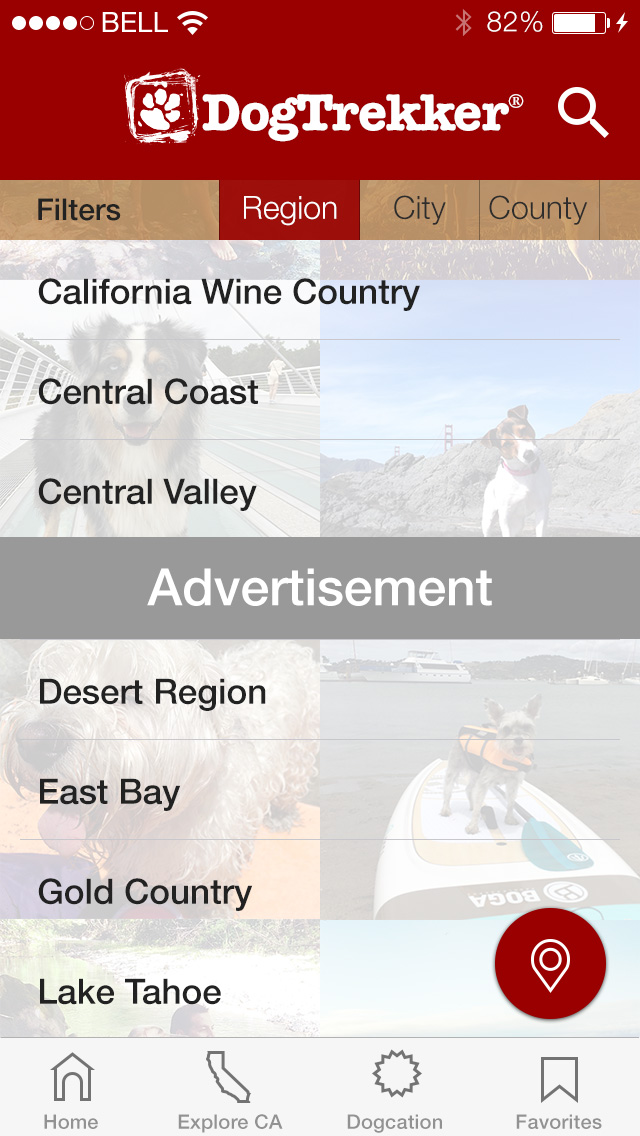 BELL 82%
DogTrekker®
Filters Region City County
California Wine Country
Central Coast
Central Valley
Advertisement
Desert Region
East Bay
BOGA
Gold Country
Lake Tahoe
Home Explore CA Dogcation Favorites